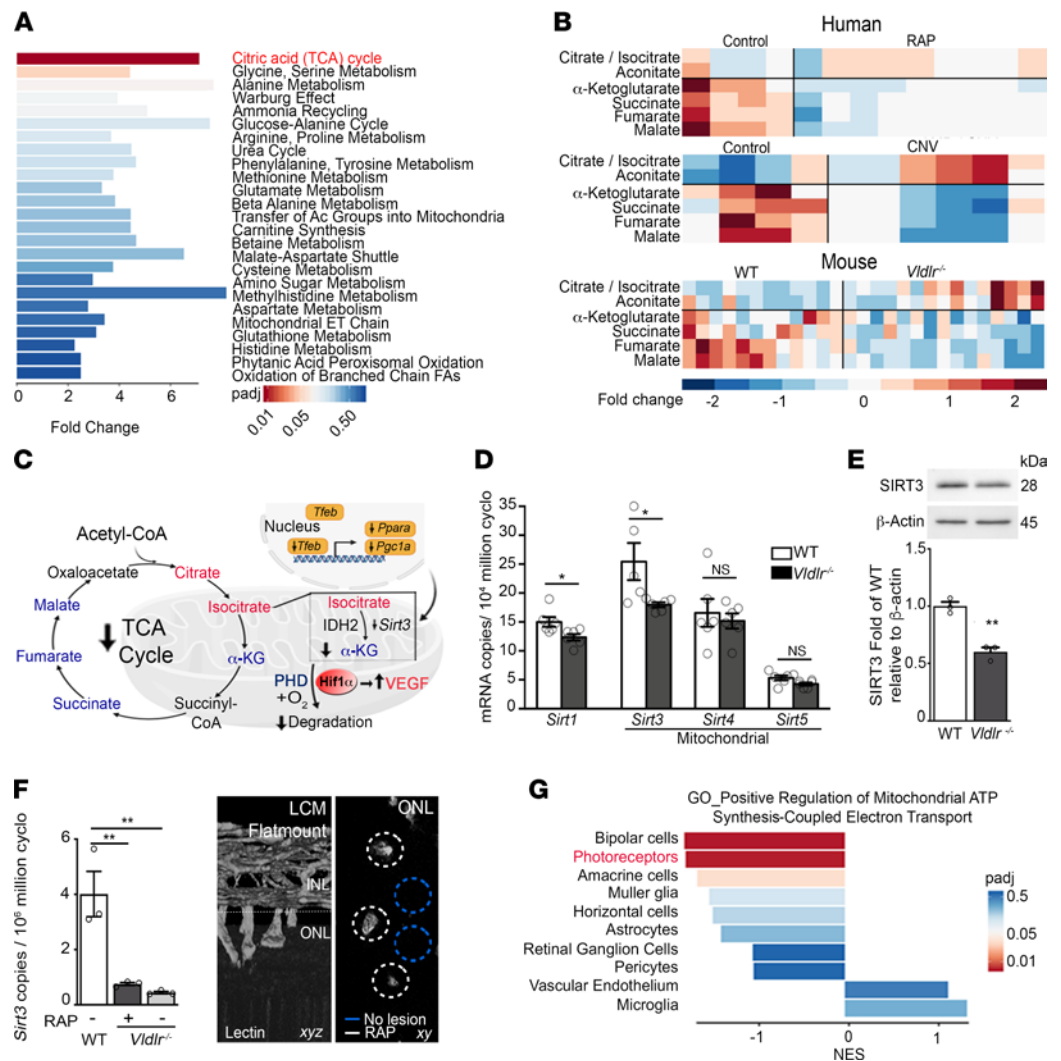 A
Citric acid (TCA) cycle
Glycine, Serine Metabolism
Alanine Metabolism
Warburg Effect
Ammonia Recycling
Glucose-Alanine Cycle
Arginine, Proline Metabolism
Urea Cycle
Phenylalanine, Tyrosine Metabolism
Methionine Metabolism
Glutamate Metabolism
Beta Alanine Metabolism
Transfer of Ac Groups into Mitochondria
Carnitine Synthesis
Betaine Metabolism
Malate-Aspartate Shuttle
Cysteine Metabolism
Amino Sugar Metabolism
Methylhistidine Metabolism
Aspartate Metabolism
Mitochondrial ET Chain
Glutathione Metabolism
Histidine Metabolism
Phytanic Acid Peroxisomal Oxidation
Oxidation of Branched Chain FAs
0 2 4 6 8
Fold Change
padj
0.01 0.05 0.50
B
Human
Control RAP
Citrate / Isocitrate
Aconitate
α-Ketoglutarate
Succinate
Fumarate
Malate
Control CNV
Citrate / Isocitrate
Aconitate
α-Ketoglutarate
Succinate
Fumarate
Malate
Mouse
WT Vldlr-/-
Citrate / Isocitrate
Aconitate
α-Ketoglutarate
Succinate
Fumarate
Malate
Fold change -2 -1 0 1 2
C
Acetyl-CoA
Oxaloacetate
Citrate
Malate
Isocitrate
TCA
Cycle
Fumarate
α-KG
Succinate
Succinyl-
CoA
Nucleus
Tfeb
Tfeb
Ppara
Pgc1a
Isocitrate
IDH2
Sirt3
α-KG
PHD
+O2
Hif1α
VEGF
Degradation
D
mRNA copies/ 10⁴ million cyclo
35
30
25
20
15
10
5
0
* * NS NS
WT
Vldlr-/-
Sirt1 Sirt3 Sirt4 Sirt5
Mitochondrial
E
kDa
SIRT3 28
β-Actin 45
SIRT3 Fold of WT
relative to β-actin
1.5
1.0
0.5
0
**
WT Vldlr -/-
F
Sirt3 copies / 10⁶ million cyclo
6
4
2
0
**
**
RAP - + -
WT Vldlr-/-
LCM
Flatmount
INL
ONL
Lectin xyz
ONL
No lesion
RAP xy
G
GO_Positive Regulation of Mitochondrial ATP
Synthesis-Coupled Electron Transport
Bipolar cells
Photoreceptors
Amacrine cells
Muller glia
Horizontal cells
Astrocytes
Retinal Ganglion Cells
Pericytes
Vascular Endothelium
Microglia
-1 0 1
NES
padj
0.5
0.05
0.01